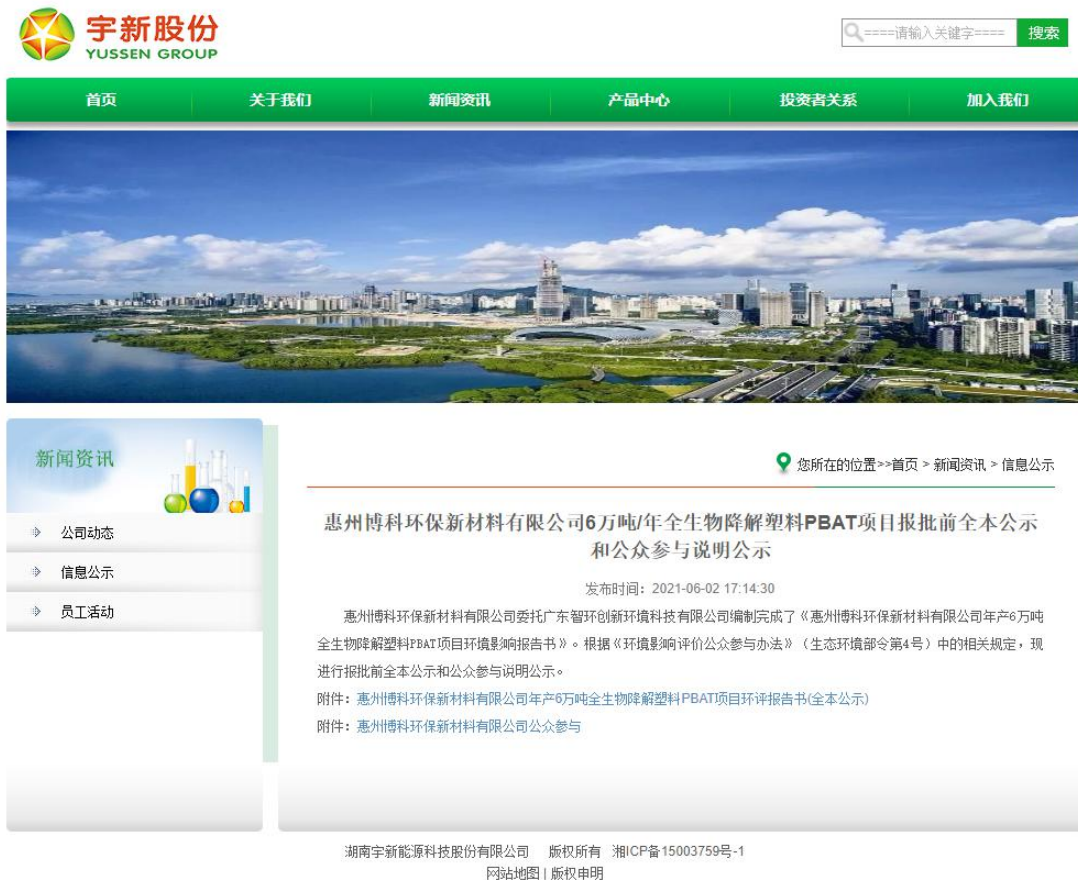 宇新股份
YUSSEN GROUP
====请输入关键字====
搜索
首页
关于我们
新闻资讯
产品中心
投资者关系
加入我们
新闻资讯
公司动态
信息公示
员工活动
您所在的位置>>首页 > 新闻资讯 > 信息公示
惠州博科环保新材料有限公司6万吨/年全生物降解塑料PBAT项目报批前全本公示
和公众参与说明公示
发布时间：2021-06-02 17:14:30
惠州博科环保新材料有限公司委托广东智环创新环境科技有限公司编制完成了《惠州博科环保新材料有限公司年产6万吨
全生物降解塑料PBAT项目环境影响报告书》。根据《环境影响评价公众参与办法》（生态环境部令第4号）中的相关规定，现
进行报批前全本公示和公众参与说明公示。
附件：惠州博科环保新材料有限公司年产6万吨全生物降解塑料PBAT项目环评报告书(全本公示)
附件：惠州博科环保新材料有限公司公众参与
湖南宇新能源科技股份有限公司 版权所有 湘ICP备15003759号-1
网站地图 | 版权申明